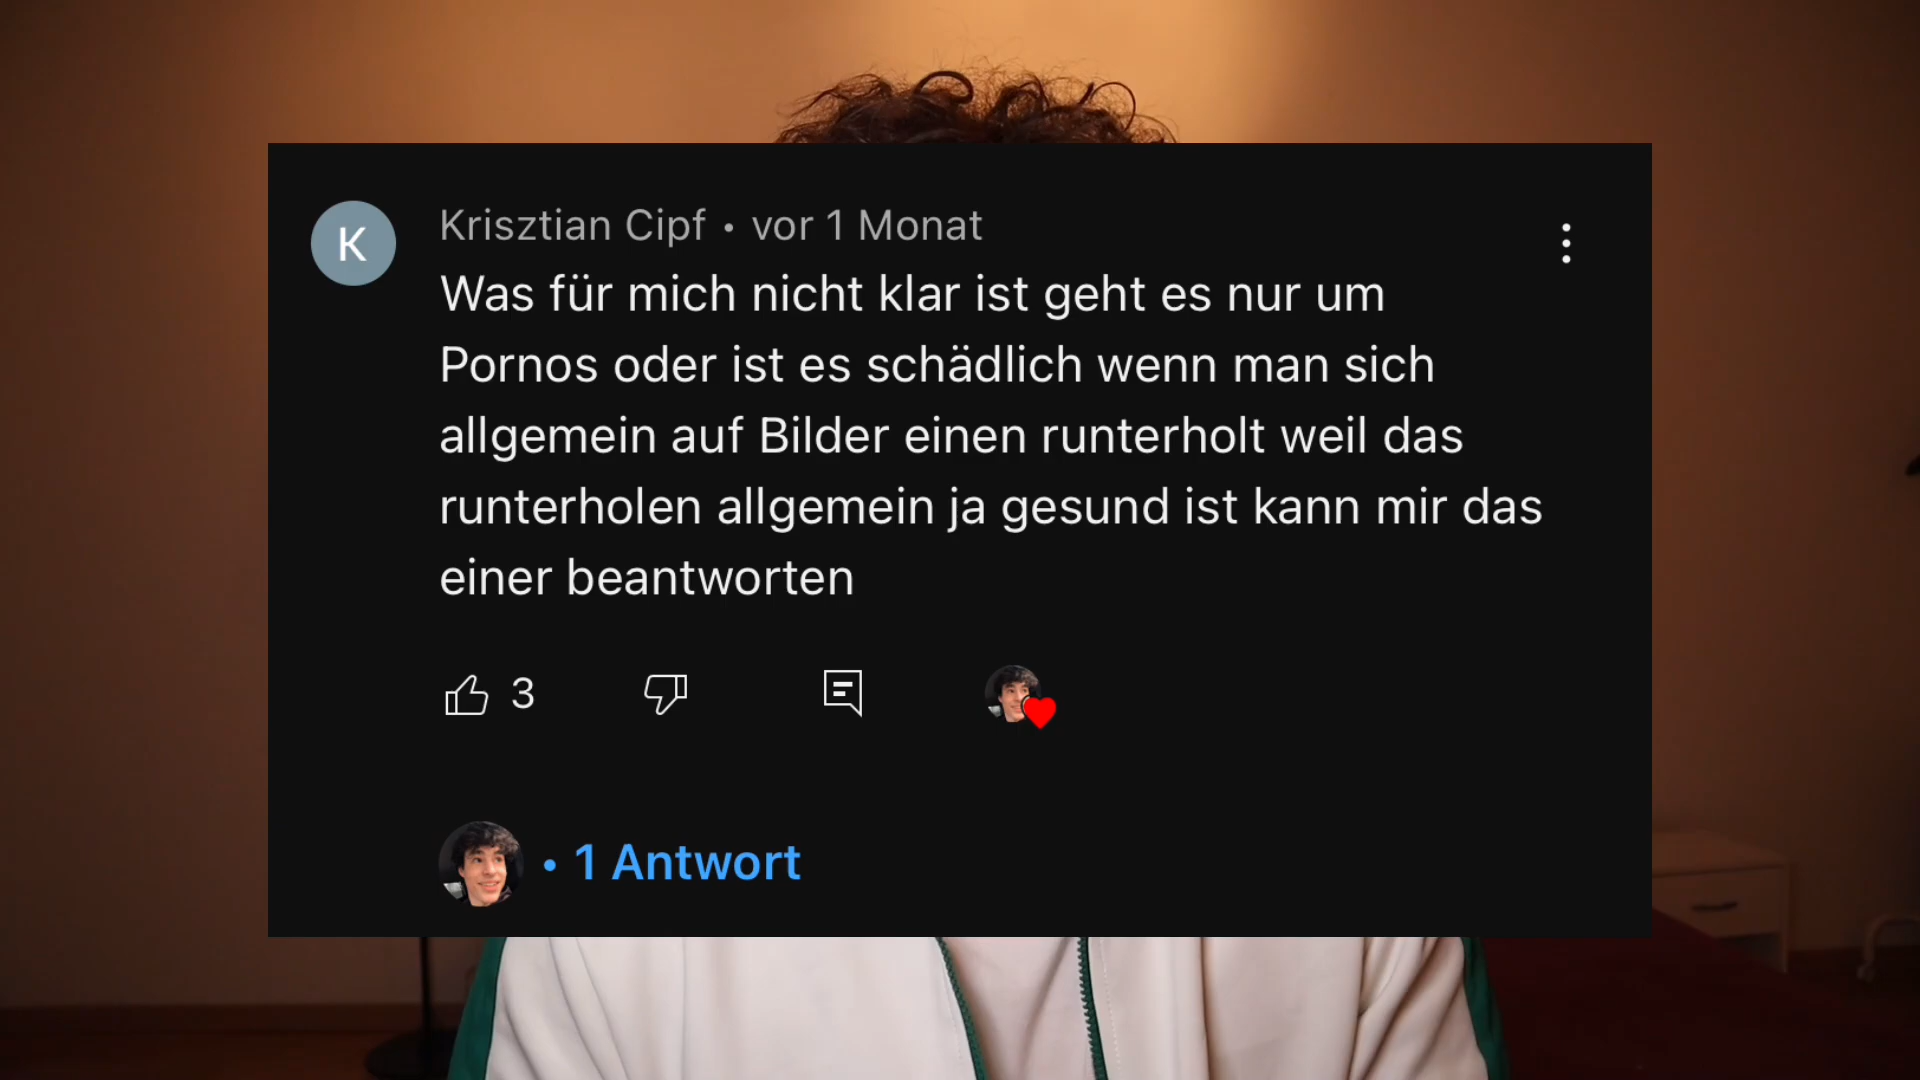 K
Krisztian Cipf • vor 1 Monat
Was für mich nicht klar ist geht es nur um
Pornos oder ist es schädlich wenn man sich
allgemein auf Bilder einen runterholt weil das
runterholen allgemein ja gesund ist kann mir das
einer beantworten
3
• 1 Antwort